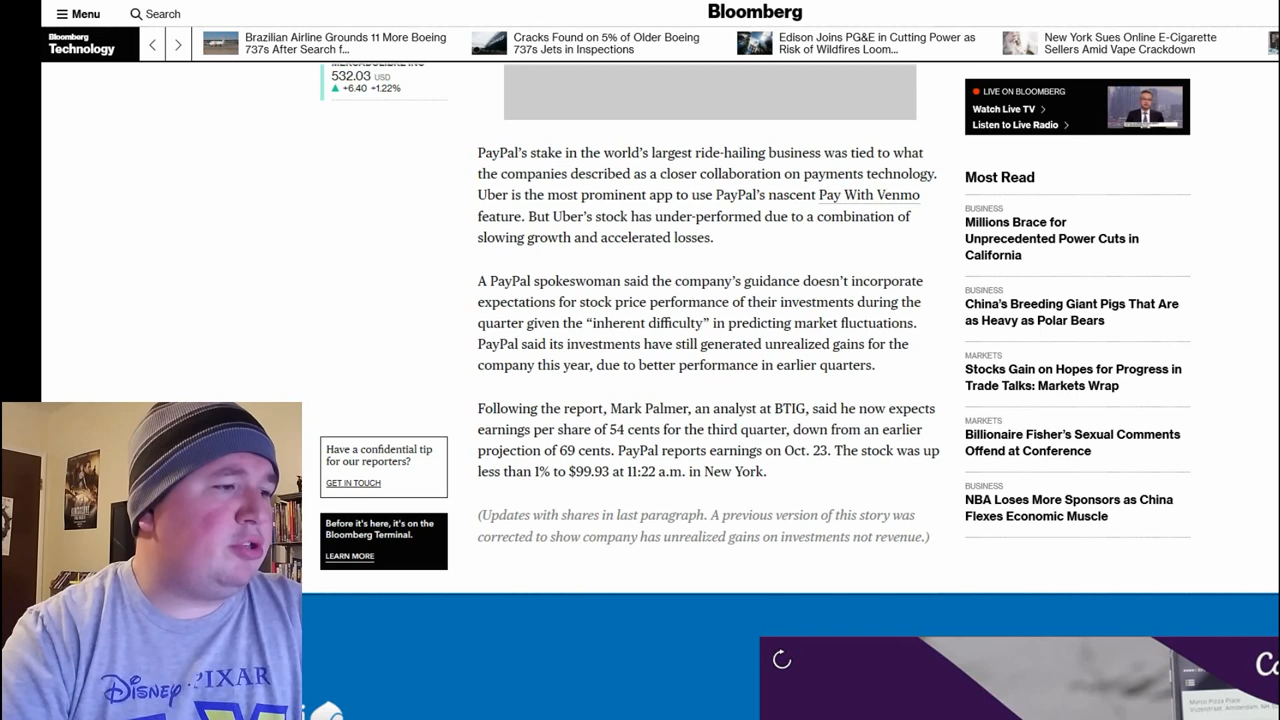 Menu
Search
Bloomberg
Bloomberg
Technology
Brazilian Airline Grounds 11 More Boeing
737's After Search f...
Cracks Found on 5% of Older Boeing
737s Jets in Inspections
Edison Joins PG&E in Cutting Power as
Risk of Wildfires Loom...
New York Sues Online E-Cigarette
Sellers Amid Vape Crackdown
MERCADOLIBRE INC
532.03 USD
+6.40 +1.22%
LIVE ON BLOOMBERG
Watch Live TV
Listen to Live Radio
PayPal’s stake in the world’s largest ride-hailing business was tied to what
the companies described as a closer collaboration on payments technology.
Uber is the most prominent app to use PayPal’s nascent Pay With Venmo
feature. But Uber’s stock has under-performed due to a combination of
slowing growth and accelerated losses.
A PayPal spokeswoman said the company’s guidance doesn’t incorporate
expectations for stock price performance of their investments during the
quarter given the “inherent difficulty” in predicting market fluctuations.
PayPal said its investments have still generated unrealized gains for the
company this year, due to better performance in earlier quarters.
Following the report, Mark Palmer, an analyst at BTIG, said he now expects
earnings per share of 54 cents for the third quarter, down from an earlier
projection of 69 cents. PayPal reports earnings on Oct. 23. The stock was up
less than 1% to $99.93 at 11:22 a.m. in New York.
(Updates with shares in last paragraph. A previous version of this story was
corrected to show company has unrealized gains on investments not revenue.)
Most Read
BUSINESS
Millions Brace for
Unprecedented Power Cuts in
California
BUSINESS
China’s Breeding Giant Pigs That Are
as Heavy as Polar Bears
MARKETS
Stocks Gain on Hopes for Progress in
Trade Talks: Markets Wrap
MARKETS
Billionaire Fisher’s Sexual Comments
Offend at Conference
BUSINESS
NBA Loses More Sponsors as China
Flexes Economic Muscle
Have a confidential tip
for our reporters?
GET IN TOUCH
Before it's here, it's on the
Bloomberg Terminal.
LEARN MORE
Disney PIXAR